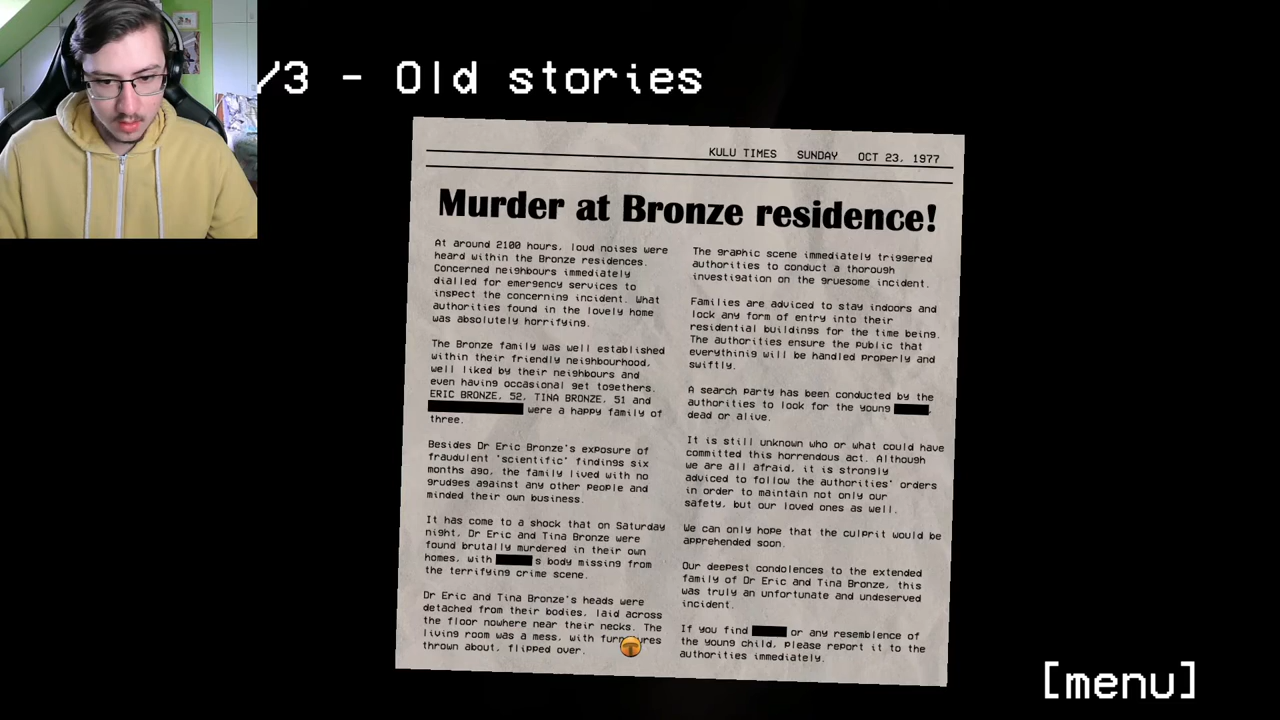 /3 - Old stories
KULU TIMES SUNDAY OCT 23, 1977
Murder at Bronze residence!
At around 2100 hours, loud noises were
heard within the Bronze residences.
Concerned neighbours immediately
dialled for emergency services to
inspect the concerning incident. What
authorities found in the lovely home
was absolutely horrifying.
The Bronze family was well established
within their friendly neighbourhood,
well liked by their neighbours and
even having occasional get togethers.
ERIC BRONZE, 52, TINA BRONZE, 51 and
were a happy family of
three.
Besides Dr Eric Bronze's exposure of
fraudulent 'scientific' findings six
months ago, the family lived with no
grudges against any other people and
minded their own business.
It has come to a shock that on Saturday
night, Dr Eric and Tina Bronze were
found brutally murdered in their own
homes, with s body missing from
the terrifying crime scene.
Dr Eric and Tina Bronze's heads were
detached from their bodies, laid across
the floor nowhere near their necks. The
living room was a mess, with
thrown about, flipped over.
The graphic scene immediately triggered
authorities to conduct a thorough
investigation on the gruesome incident.
Families are adviced to stay indoors and
lock any form of entry into their
residential buildings for the time being.
The authorities ensure the public that
everythinig will be handled properly and
swiftly.
A search party has been conducted by the
authorities to look for the young ,
dead or alive.
It is still unknown who or what could have
committed this horrendous act. Although
we are all afraid, it is strongly
adviced to follow the authorities' orders
in order to maintain not only our
safety, but our loved ones as well.
We can only hope that the culprit would be
apprehended soon.
Our deepest condolences to the extended
family of Dr Eric and Tina Bronze, this
was truly an unfortunate and undeserved
incident.
If you find or any resemblence of
the young child, please report it to the
authorities immediately.
[menu]